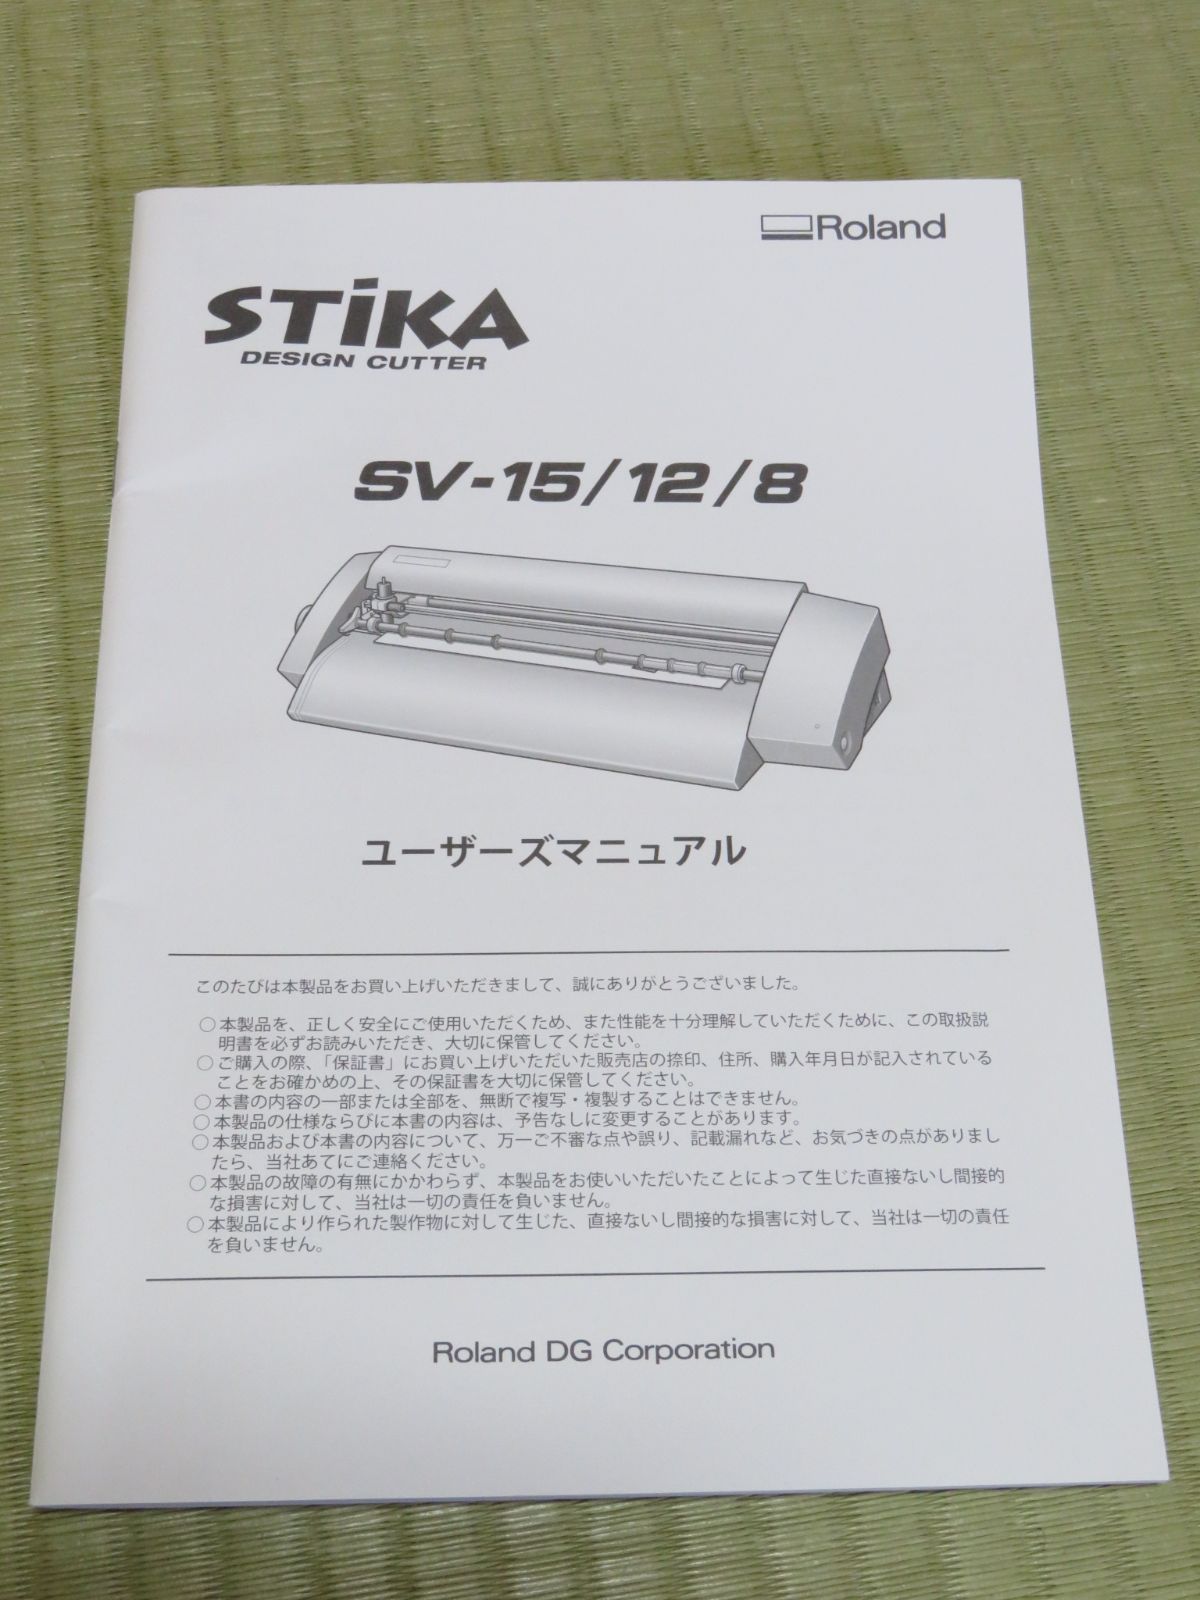 Roland
STiKA
DESIGN CUTTER
SV-15/12/8
ユーザーズマニュアル
このたびは本製品をお買い上げいただきまして、誠にありがとうございました。
○本製品を、正しく安全にご使用いただくため、また性能を十分理解していただくために、この取扱説
明書を必ずお読みいただき、大切に保管してください。
○ご購入の際、「保証書」にお買い上げいただいた販売店の捺印、住所、購入年月日が記入されている
ことをお確かめの上、その保証書を大切に保管してください。
○本書の内容の一部または全部を、無断で複写・複製することはできません。
○本製品の仕様ならびに本書の内容は、予告なしに変更することがあります。
○本製品および本書の内容について、万一ご不審な点や誤り、記載漏れなど、お気づきの点がありまし
たら、当社あてにご連絡ください。
○本製品の故障の有無にかかわらず、本製品をお使いいただいたことによって生じた直接ないし間接的
な損害に対して、当社は一切の責任を負いません。
○本製品により作られた製作物に対して生じた、直接ないし間接的な損害に対して、当社は一切の責任
を負いません。
Roland DG Corporation